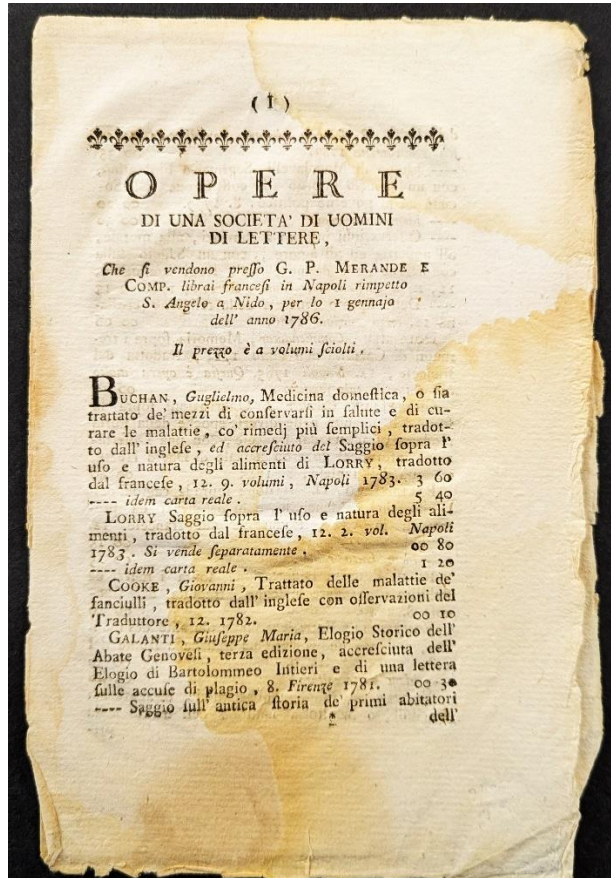 ( I )
OPERE
DI UNA SOCIETA' DI UOMINI
DI LETTERE,
Che ſi vendono preſſo G. P. MERANDE E
COMP. librai franceſi in Napoli rimpetto
S. Angelo a Nido, per lo 1 gennajo
dell' anno 1786.
Il prezzo è a volumi ſciolti.
BUCHAN, Guglielmo, Medicina domeſtica, o ſia
trattato de' mezzi di conſervarſi in ſalute e di cu-
rare le malattie, co' rimedj più ſemplici, tradot-
to dall' ingleſe, ed accreſciuto del Saggio ſopra l'
uſo e natura degli alimenti di LORRY, tradotto
dal franceſe, 12. 9. volumi, Napoli 1783. 3 60
---- idem carta reale. 5 40
LORRY Saggio ſopra l' uſo e natura degli ali-
menti, tradotto dal franceſe, 12. 2. vol. Napoli
1783. Si vende ſeparatamente. 00 80
---- idem carta reale. 1 20
COOKE, Giovanni, Trattato delle malattie de'
fanciulli, tradotto dall' ingleſe con oſſervazioni del
Traduttore, 12. 1782. 00 10
GALANTI, Giuſeppe Maria, Elogio Storico dell'
Abate Genoveſi, terza edizione, accreſciuta dell'
Elogio di Bartolommeo Intieri e di una lettera
ſulle accuſe di plagio, 8. Firenze 1781. 00 30
---- Saggio ſull' antica ſtoria de' primi abitatori
* dell'